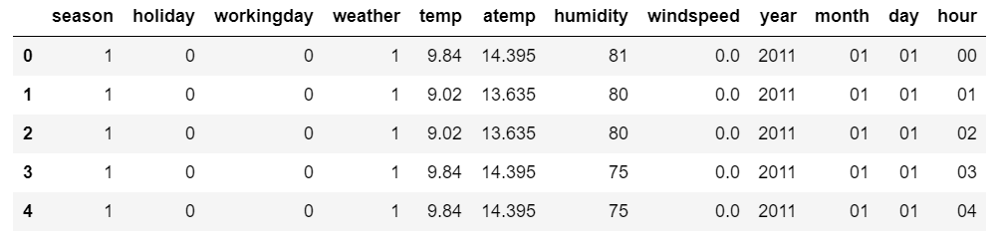 season holiday workingday weather temp atemp humidity windspeed year month day hour
0 1 0 0 1 9.84 14.395 81 0.0 2011 01 01 00
1 1 0 0 1 9.02 13.635 80 0.0 2011 01 01 01
2 1 0 0 1 9.02 13.635 80 0.0 2011 01 01 02
3 1 0 0 1 9.84 14.395 75 0.0 2011 01 01 03
4 1 0 0 1 9.84 14.395 75 0.0 2011 01 01 04